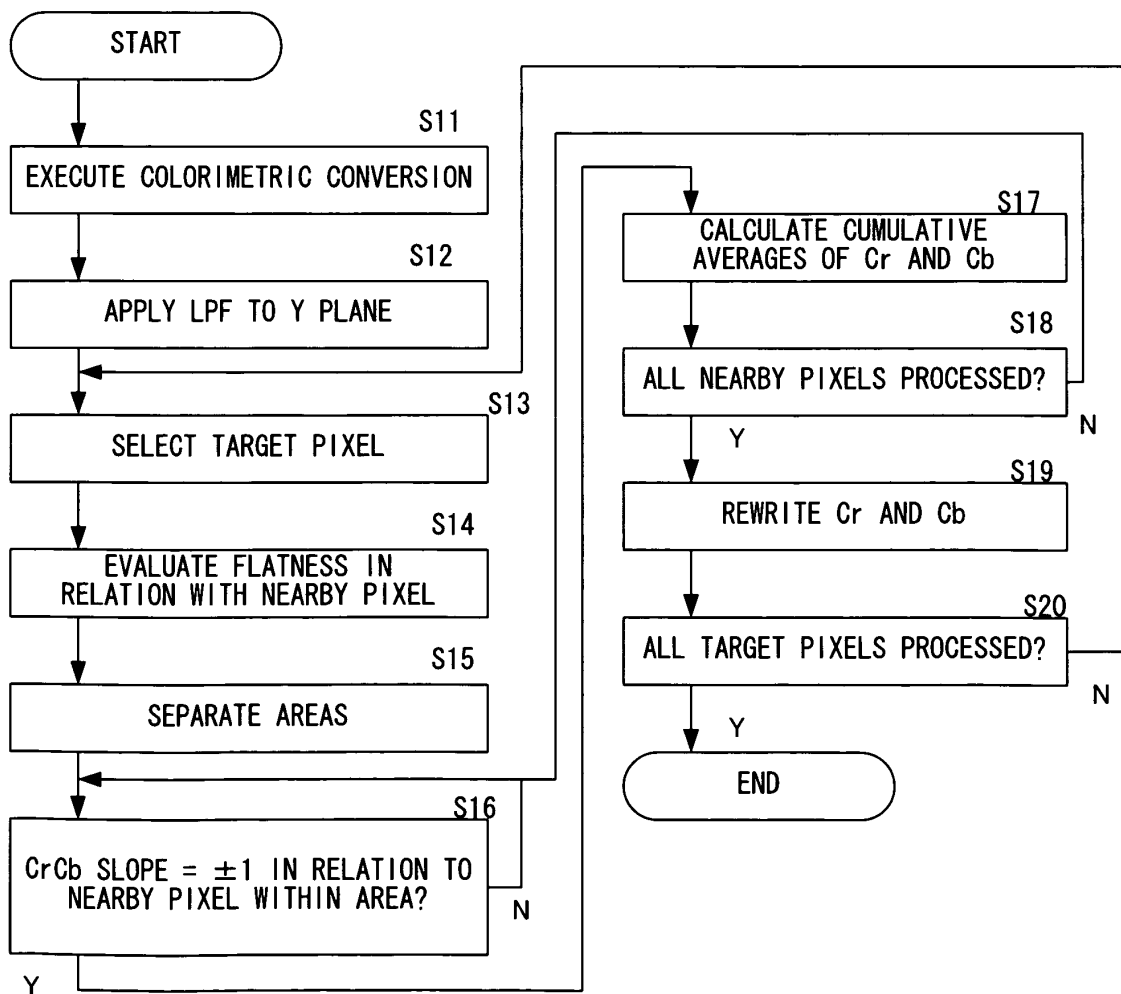 START
S11
EXECUTE COLORIMETRIC CONVERSION
S12
APPLY LPF TO Y PLANE
S13
SELECT TARGET PIXEL
S14
EVALUATE FLATNESS IN
RELATION WITH NEARBY PIXEL
S15
SEPARATE AREAS
S16
CrCb SLOPE = ±1 IN RELATION TO
NEARBY PIXEL WITHIN AREA?
N
Y
S17
CALCULATE CUMULATIVE
AVERAGES OF Cr AND Cb
S18
ALL NEARBY PIXELS PROCESSED?
Y
N
S19
REWRITE Cr AND Cb
S20
ALL TARGET PIXELS PROCESSED?
N
Y
END